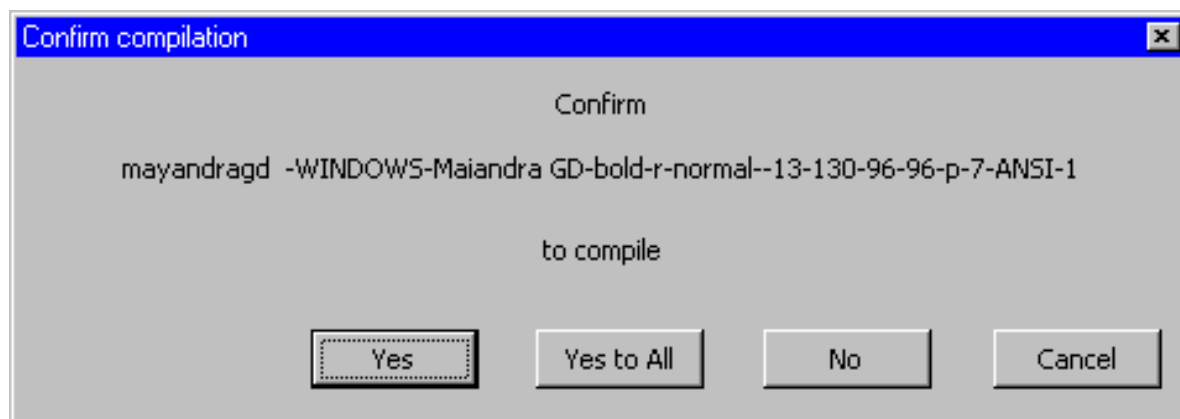 Confirm compilation
Confirm
mayandragd -WINDOWS-Maiandra GD-bold-r-normal--13-130-96-96-p-7-ANSI-1
to compile
Yes Yes to All No Cancel